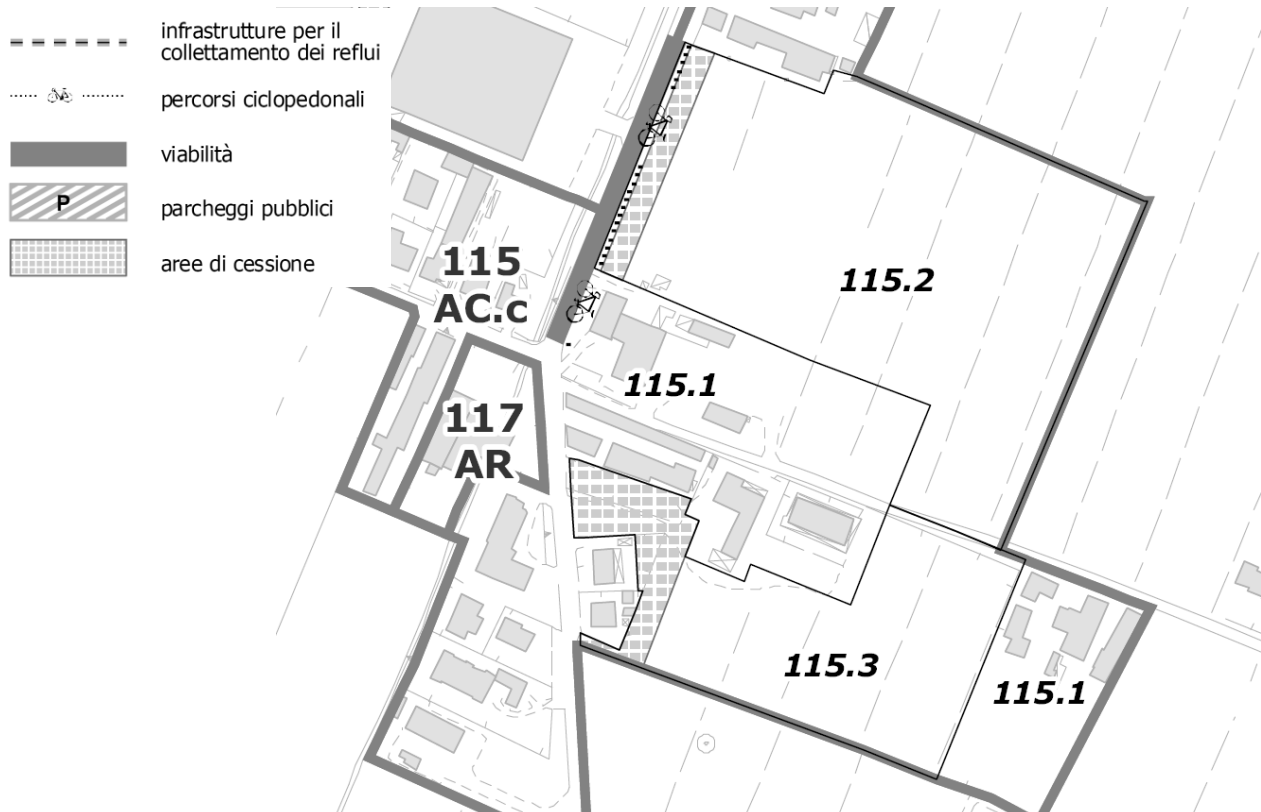 infrastrutture per il
collettamento dei reflui
percorsi ciclopedonali
viabilità
P
parcheggi pubblici
aree di cessione
115
AC.c
115.2
115.1
117
AR
115.3
115.1